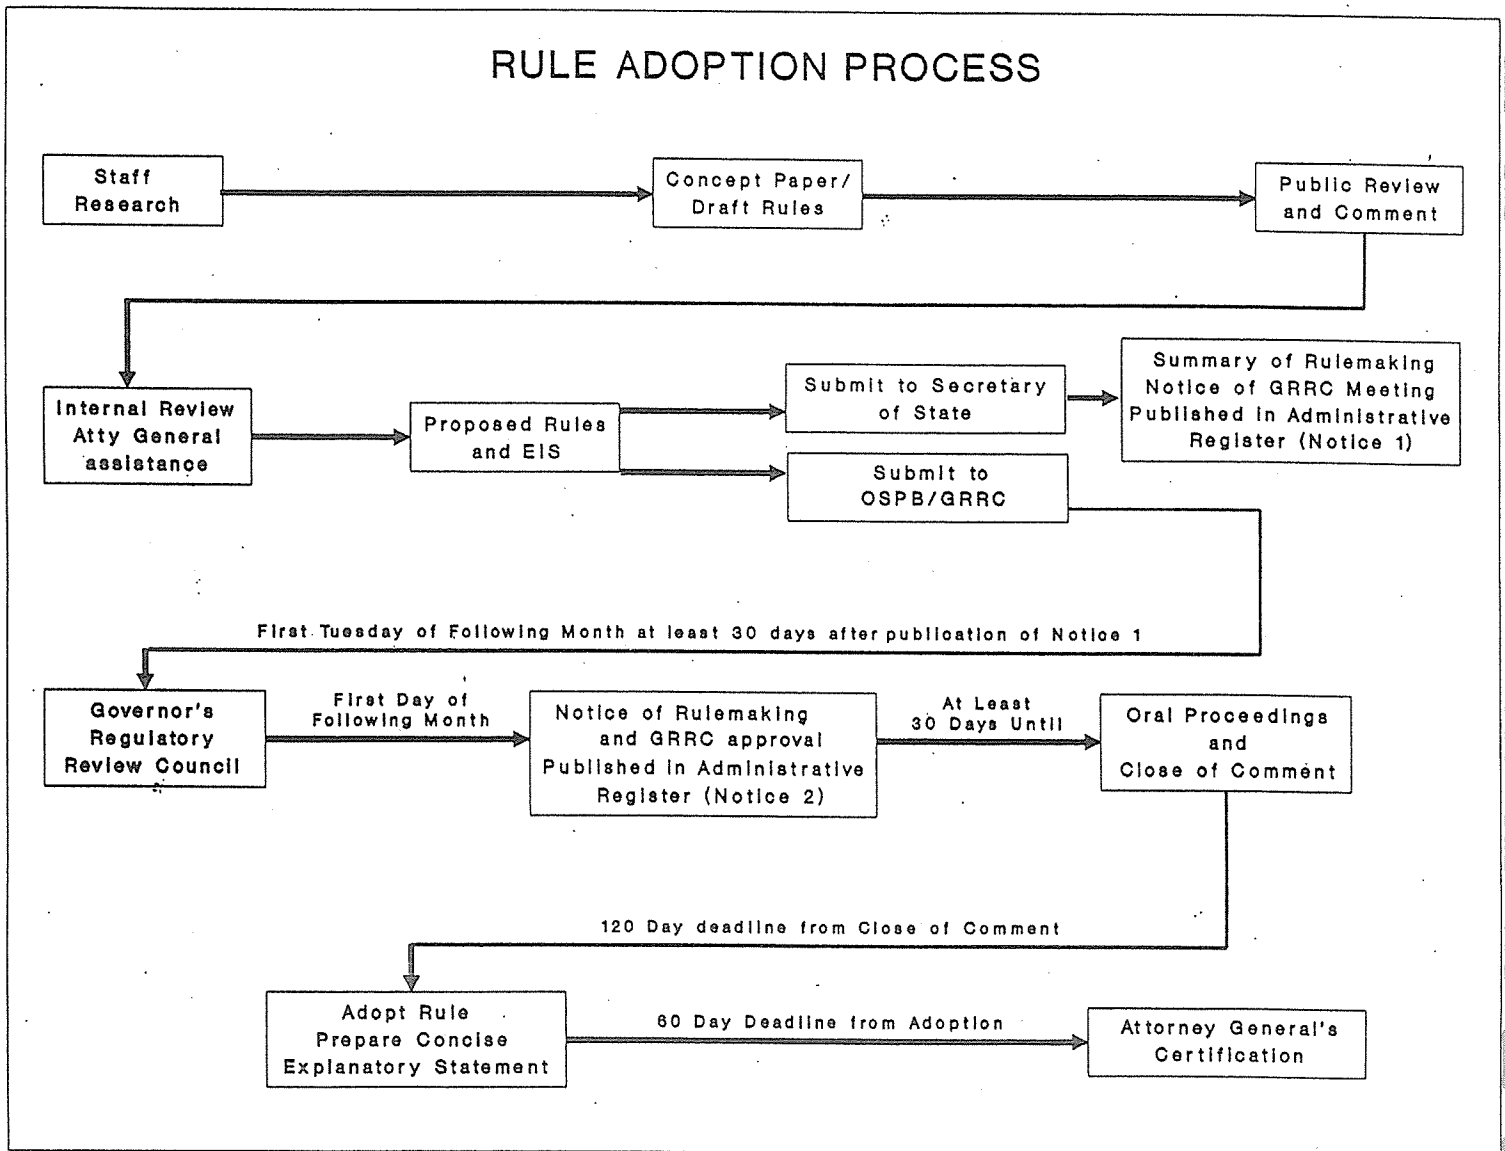 RULE ADOPTION PROCESS
Staff
Research
Concept Paper/
Draft Rules
Public Review
and Comment
Internal Review
Atty General
assistance
Proposed Rules
and EIS
Submit to Secretary
of State
Summary of Rulemaking
Notice of GRRC Meeting
Published in Administrative
Register (Notice 1)
Submit to
OSPB/GRRC
First Tuesday of Following Month at least 30 days after publication of Notice 1
Governor's
Regulatory
Review Council
First Day of
Following Month
Notice of Rulemaking
and GRRC approval
Published in Administrative
Register (Notice 2)
At Least
30 Days Until
Oral Proceedings
and
Close of Comment
120 Day deadline from Close of Comment
Adopt Rule
Prepare Concise
Explanatory Statement
60 Day Deadline from Adoption
Attorney General's
Certification